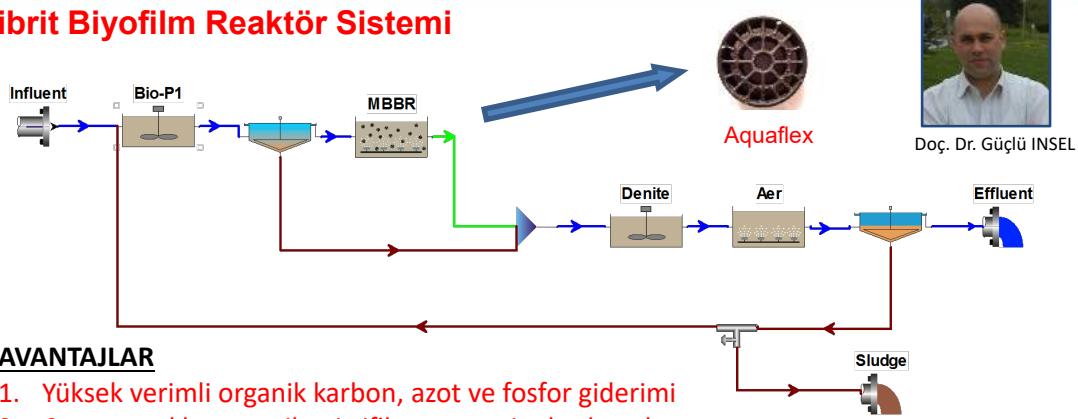 ibrit Biyofilm Reaktör Sistemi
Influent
Bio-P1
MBBR
Aquaflex
Doç. Dr. Güçlü INSEL
Denite
Aer
Effluent
AVANTAJLAR
Sludge
1. Yüksek verimli organik karbon, azot ve fosfor giderimi